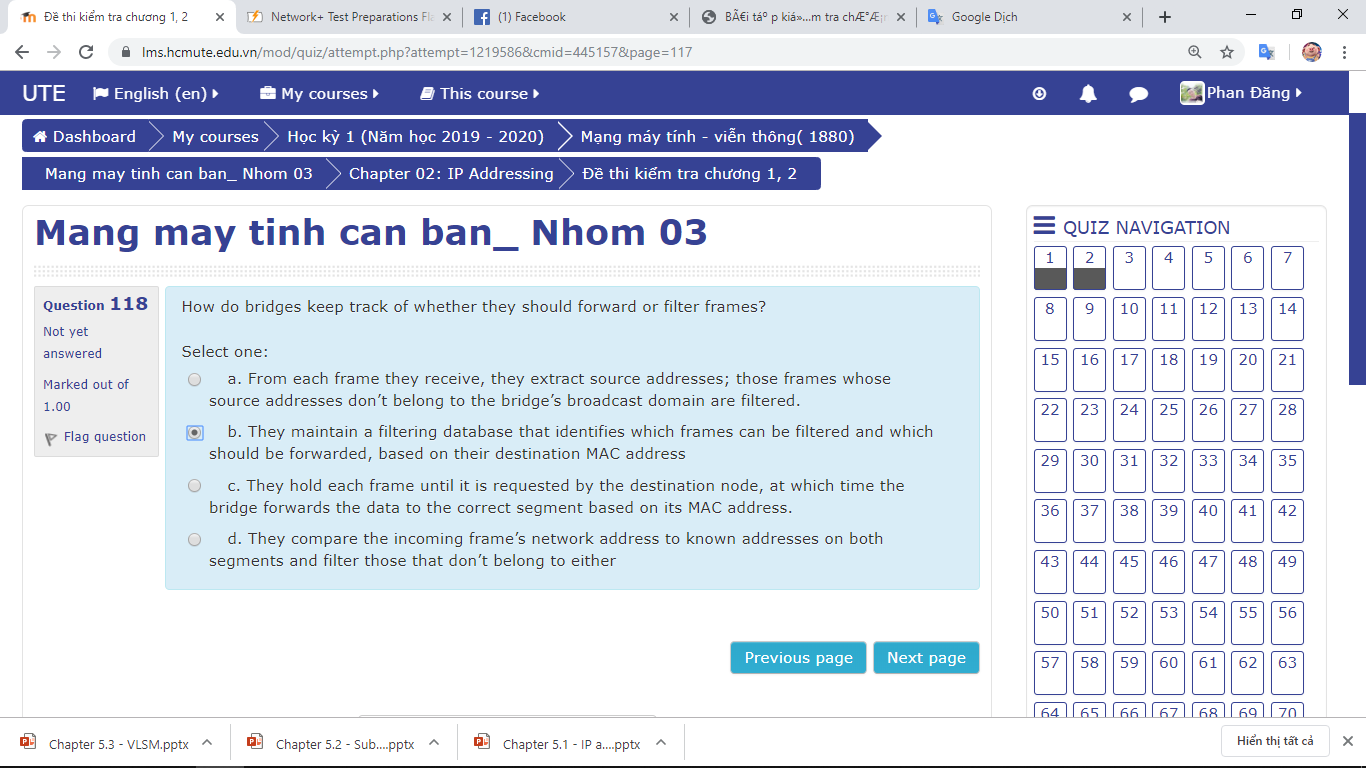 Đề thi kiểm tra chương 1, 2
Network+ Test Preparations Fla
(1) Facebook
BÃ€i táº­p kiá»...m tra chÆ°Æ¡n
Google Dịch
lms.hcmute.edu.vn/mod/quiz/attempt.php?attempt=1219586&cmid=445157&page=117
UTE
English (en)
My courses
This course
Phan Đăng
Dashboard
My courses
Học kỳ 1 (Năm học 2019 - 2020)
Mạng máy tính - viễn thông( 1880)
Mang may tinh can ban_ Nhom 03
Chapter 02: IP Addressing
Đề thi kiểm tra chương 1, 2
Mang may tinh can ban_ Nhom 03
Question 118
Not yet
answered
Marked out of
1.00
Flag question
How do bridges keep track of whether they should forward or filter frames?
Select one:
a. From each frame they receive, they extract source addresses; those frames whose
source addresses don’t belong to the bridge’s broadcast domain are filtered.
b. They maintain a filtering database that identifies which frames can be filtered and which
should be forwarded, based on their destination MAC address
c. They hold each frame until it is requested by the destination node, at which time the
bridge forwards the data to the correct segment based on its MAC address.
d. They compare the incoming frame’s network address to known addresses on both
segments and filter those that don’t belong to either
Previous page
Next page
QUIZ NAVIGATION
1 2 3 4 5 6 7
8 9 10 11 12 13 14
15 16 17 18 19 20 21
22 23 24 25 26 27 28
29 30 31 32 33 34 35
36 37 38 39 40 41 42
43 44 45 46 47 48 49
50 51 52 53 54 55 56
57 58 59 60 61 62 63
64 65 66 67 68 69 70
Chapter 5.3 - VLSM.pptx
Chapter 5.2 - Sub....pptx
Chapter 5.1 - IP a....pptx
Hiển thị tất cả